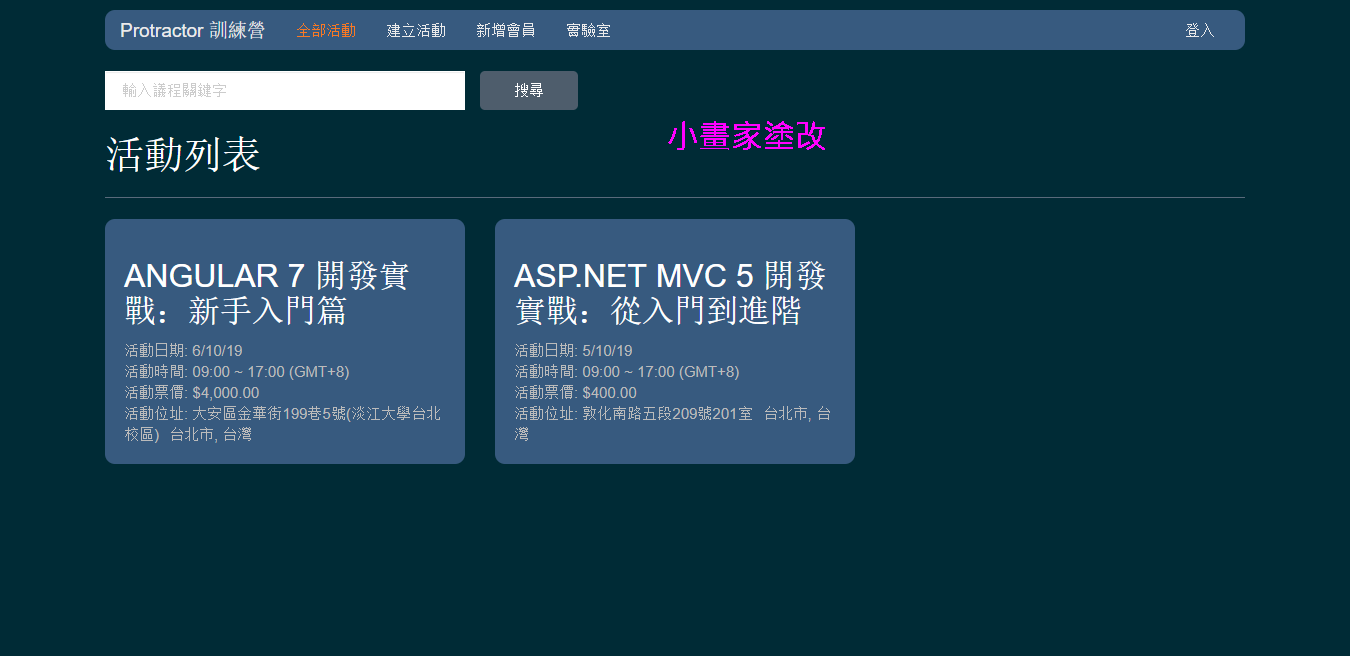 Protractor 訓練營 全部活動 建立活動 新增會員 實驗室 登入
輸入議程關鍵字 搜尋
小畫家塗改
活動列表
ANGULAR 7 開發實
戰：新手入門篇
活動日期: 6/10/19
活動時間: 09:00 ~ 17:00 (GMT+8)
活動票價: $4,000.00
活動位址: 大安區金華街199巷5號(淡江大學台北
校區) 台北市, 台灣
ASP.NET MVC 5 開發
實戰：從入門到進階
活動日期: 5/10/19
活動時間: 09:00 ~ 17:00 (GMT+8)
活動票價: $400.00
活動位址: 敦化南路五段209號201室 台北市, 台
灣